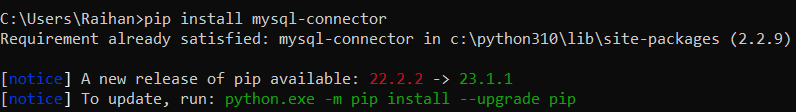 C:\Users\Raihan>pip install mysql-connector
Requirement already satisfied: mysql-connector in c:\python310\lib\site-packages (2.2.9)
[notice] A new release of pip available: 22.2.2 -> 23.1.1
[notice] To update, run: python.exe -m pip install --upgrade pip